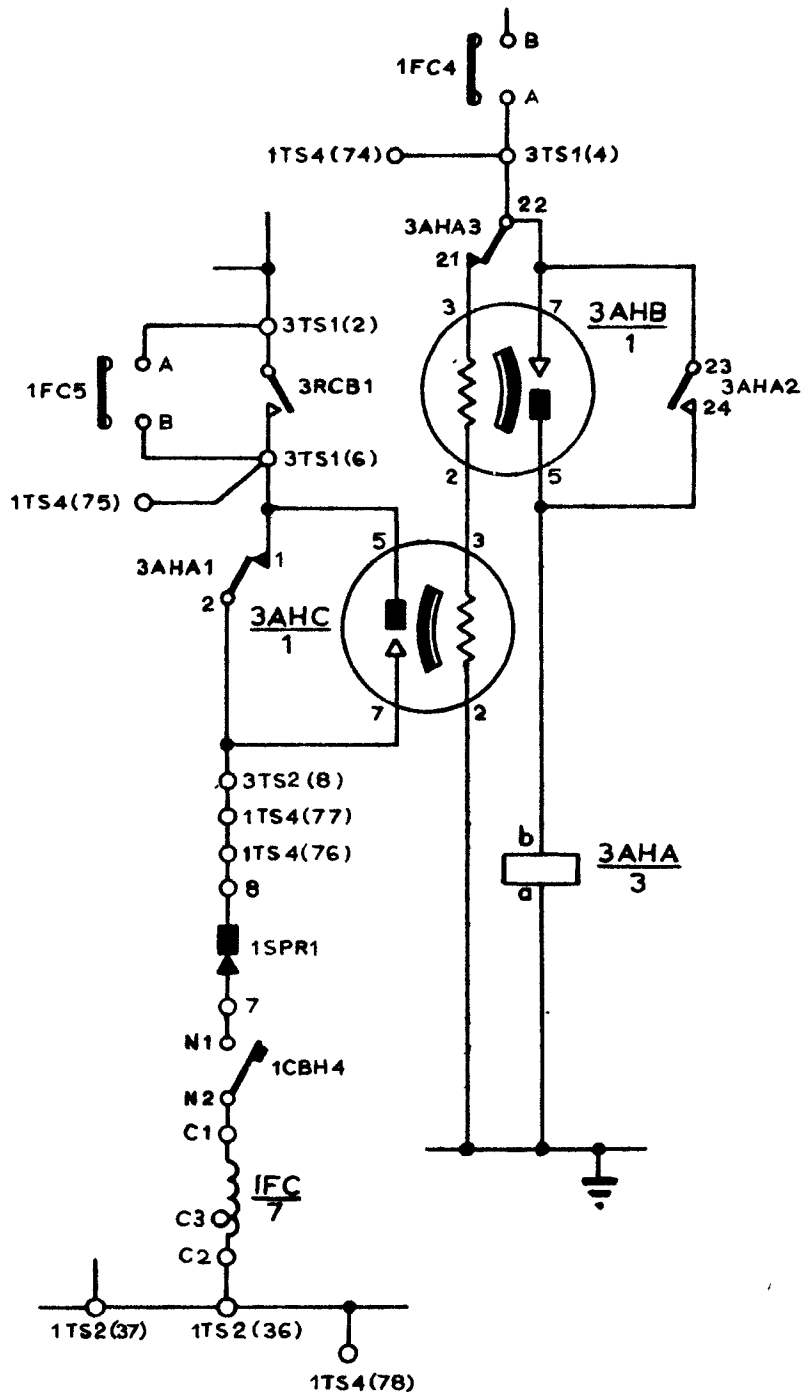 B
1FC4
A
1TS4(74)
3TS1(4)
22
3AHA3
21
3
7
3AHB
1
3TS1(2)
A
1FC5
3RCB1
23
3AHA2
24
B
3TS1(6)
2
5
1TS4(75)
5
3
3AHA1
1
2
3AHC
1
7
2
3TS2(8)
1TS4(77)
1TS4(76)
b
3AHA
3
a
8
1SPR1
7
N1
1CBH4
N2
C1
1FC
7
C3
C2
1TS2(37)
1TS2(36)
1TS4(78)